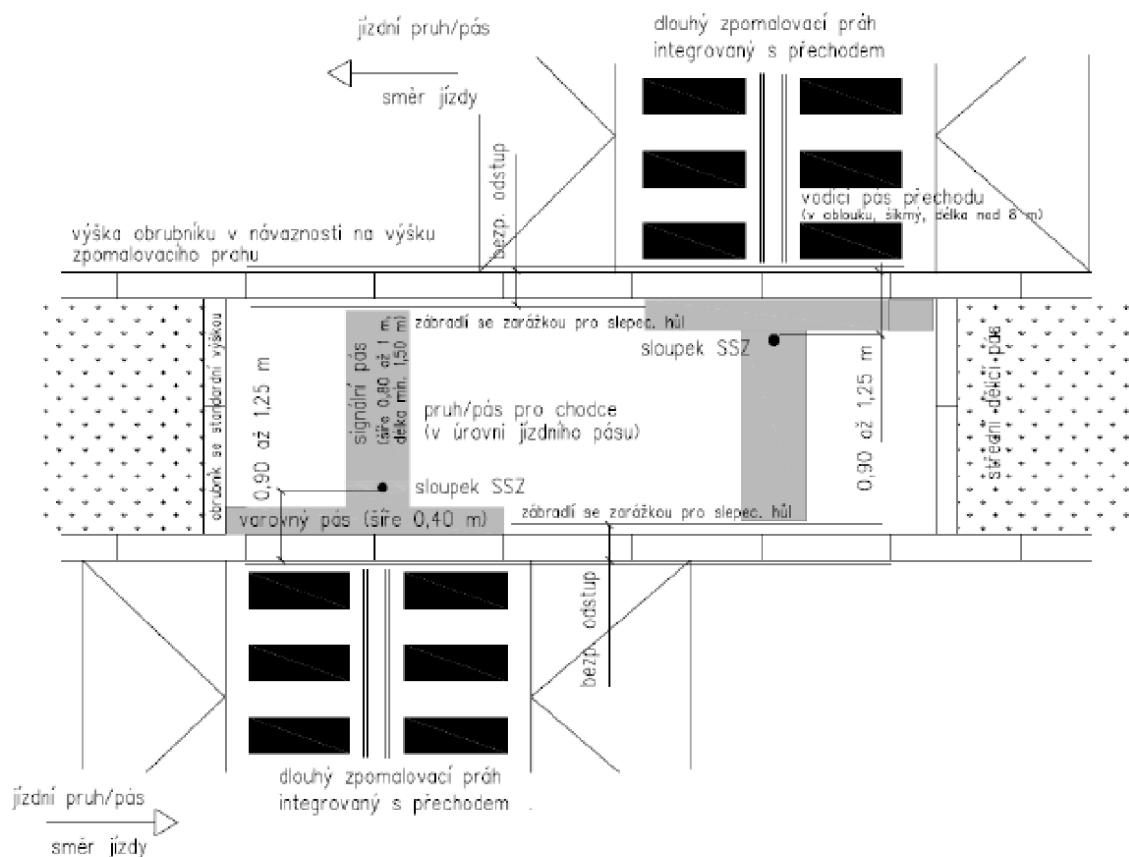 jízdní pruh/pás
směr jízdy
dlouhý zpomalovací práh
integrovaný s přechodem
bezp. odstup
vodící pás přechodu
(v oblouku, šikmý, délka nad 8 m)
výška obrubníku v návaznosti na výšku
zpomalovacího prahu
obrubník se standardní výškou
0,90 až 1,25 m
signální pás
(šíře 0,80 až 1 m,
délka min. 1,50 m)
zábradlí se zarážkou pro slepec. hůl
sloupek SSZ
pruh/pás pro chodce
(v úrovni jízdního pásu)
0,90 až 1,25 m
střední dělicí pás
sloupek SSZ
varovný pás (šíře 0,40 m)
zábradlí se zarážkou pro slepec. hůl
bezp. odstup
dlouhý zpomalovací práh
integrovaný s přechodem .
jízdní pruh/pás
směr jízdy